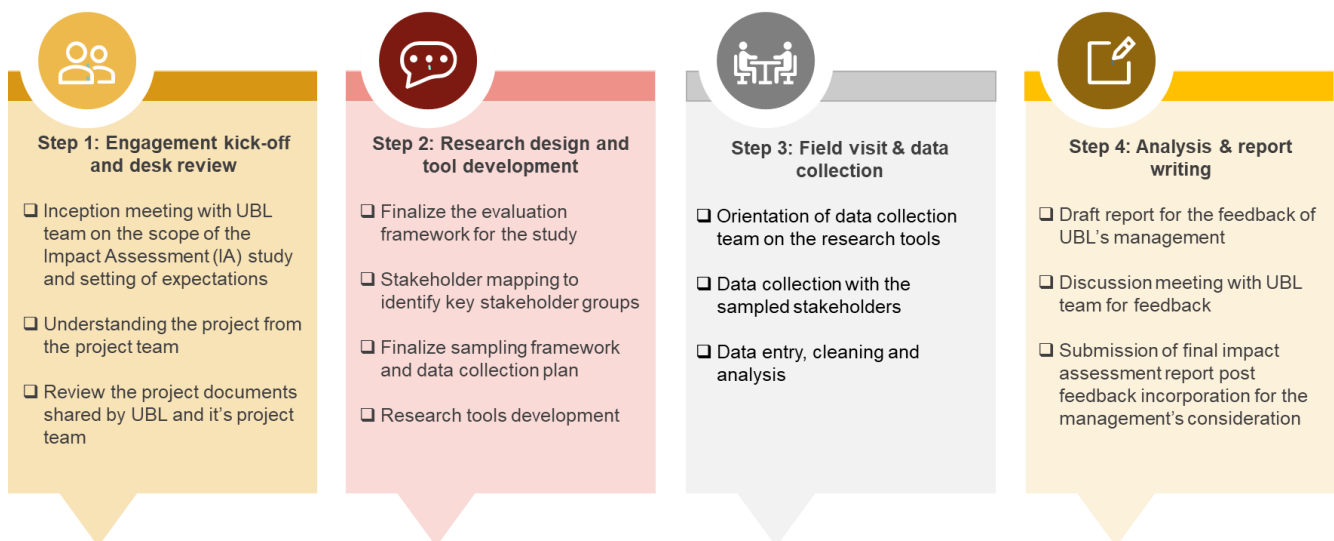 Step 1: Engagement kick-off
and desk review
❑ Inception meeting with UBL
team on the scope of the
Impact Assessment (IA) study
and setting of expectations
❑ Understanding the project from
the project team
❑ Review the project documents
shared by UBL and it's project
team
Step 2: Research design and
tool development
❑ Finalize the evaluation
framework for the study
❑ Stakeholder mapping to
identify key stakeholder groups
❑ Finalize sampling framework
and data collection plan
❑ Research tools development
Step 3: Field visit & data
collection
❑ Orientation of data collection
team on the research tools
❑ Data collection with the
sampled stakeholders
❑ Data entry, cleaning and
analysis
Step 4: Analysis & report
writing
❑ Draft report for the feedback of
UBL's management
❑ Discussion meeting with UBL
team for feedback
❑ Submission of final impact
assessment report post
feedback incorporation for the
management's consideration